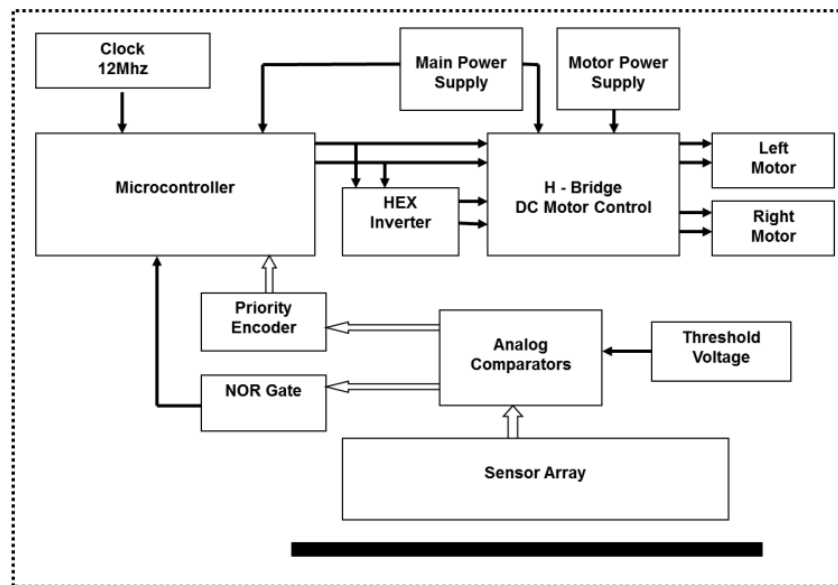 Clock
12Mhz
Main Power
Supply
Motor Power
Supply
Microcontroller
HEX
Inverter
H - Bridge
DC Motor Control
Left
Motor
Right
Motor
Priority
Encoder
Analog
Comparators
Threshold
Voltage
NOR Gate
Sensor Array